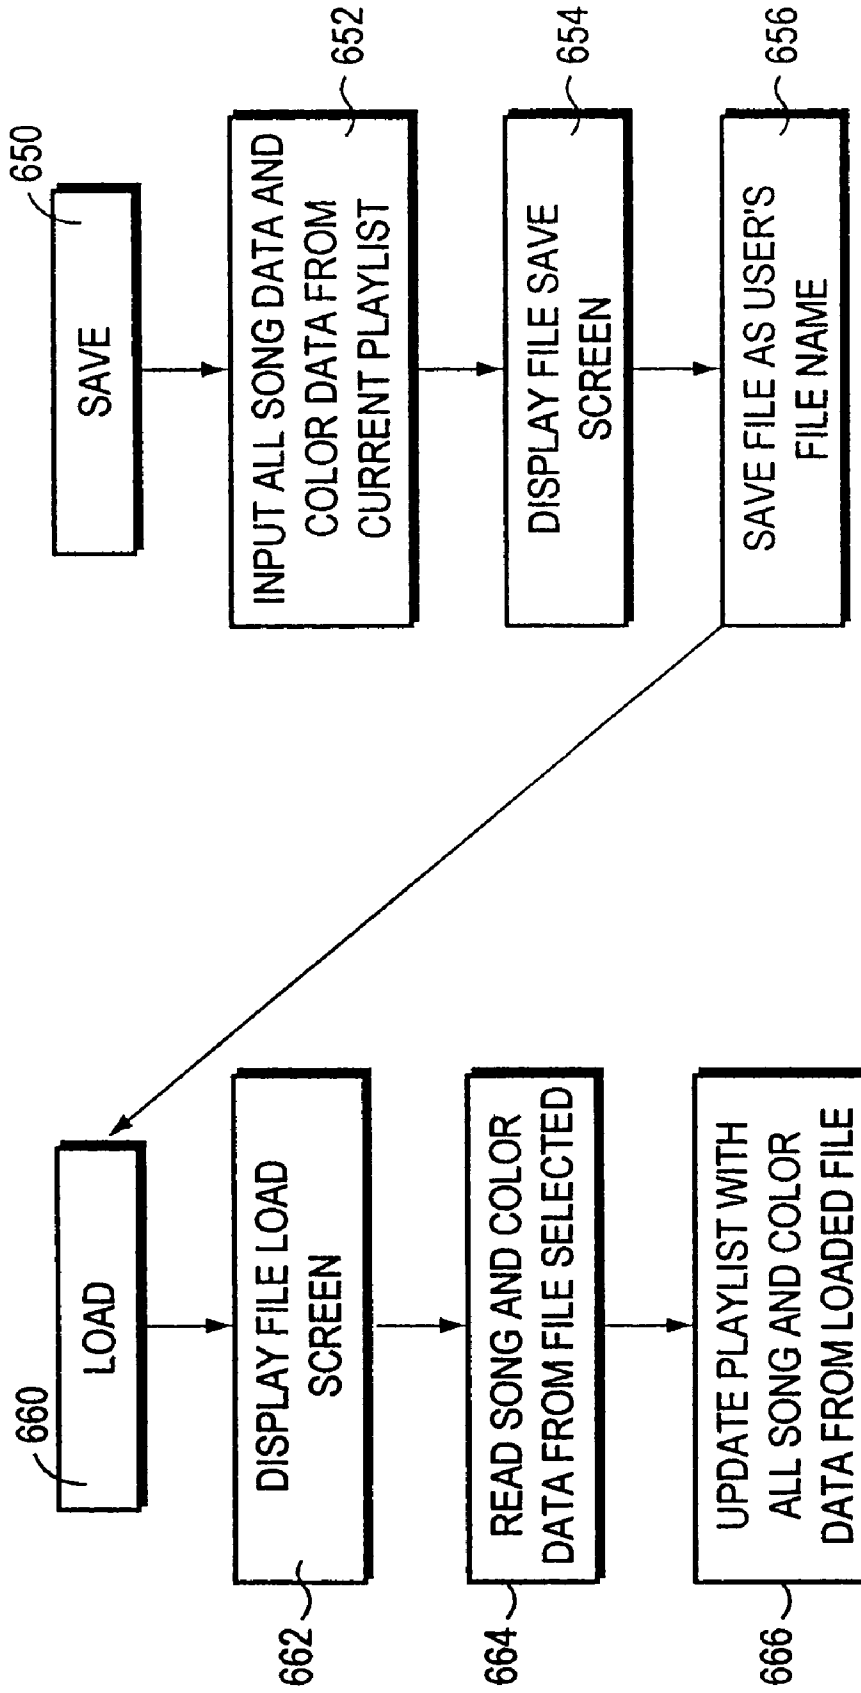 660
LOAD
662
DISPLAY FILE LOAD
SCREEN
664
READ SONG AND COLOR
DATA FROM FILE SELECTED
666
UPDATE PLAYLIST WITH
ALL SONG AND COLOR
DATA FROM LOADED FILE
650
SAVE
652
INPUT ALL SONG DATA AND
COLOR DATA FROM
CURRENT PLAYLIST
654
DISPLAY FILE SAVE
SCREEN
656
SAVE FILE AS USER'S
FILE NAME